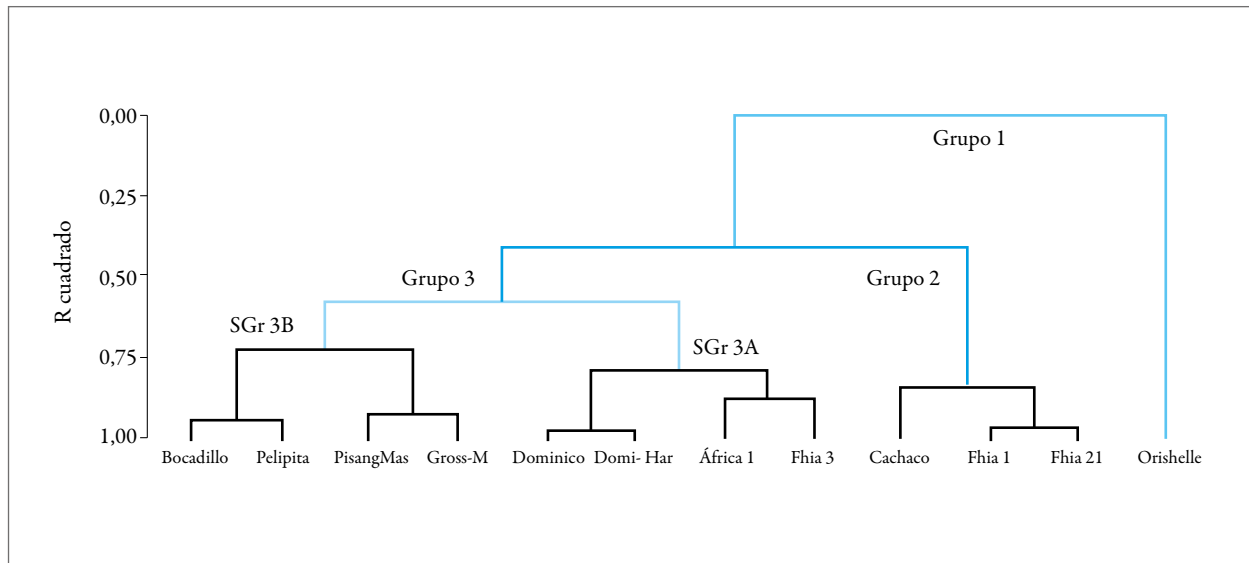 0,00
Grupo 1
0,25
R cuadrado
0,50
Grupo 3
Grupo 2
SGr 3B
SGr 3A
0,75
1,00
Bocadillo Pelipita PisangMas Gross-M Dominico Domi- Har África 1 Fhia 3 Cachaco Fhia 1 Fhia 21 Orishelle